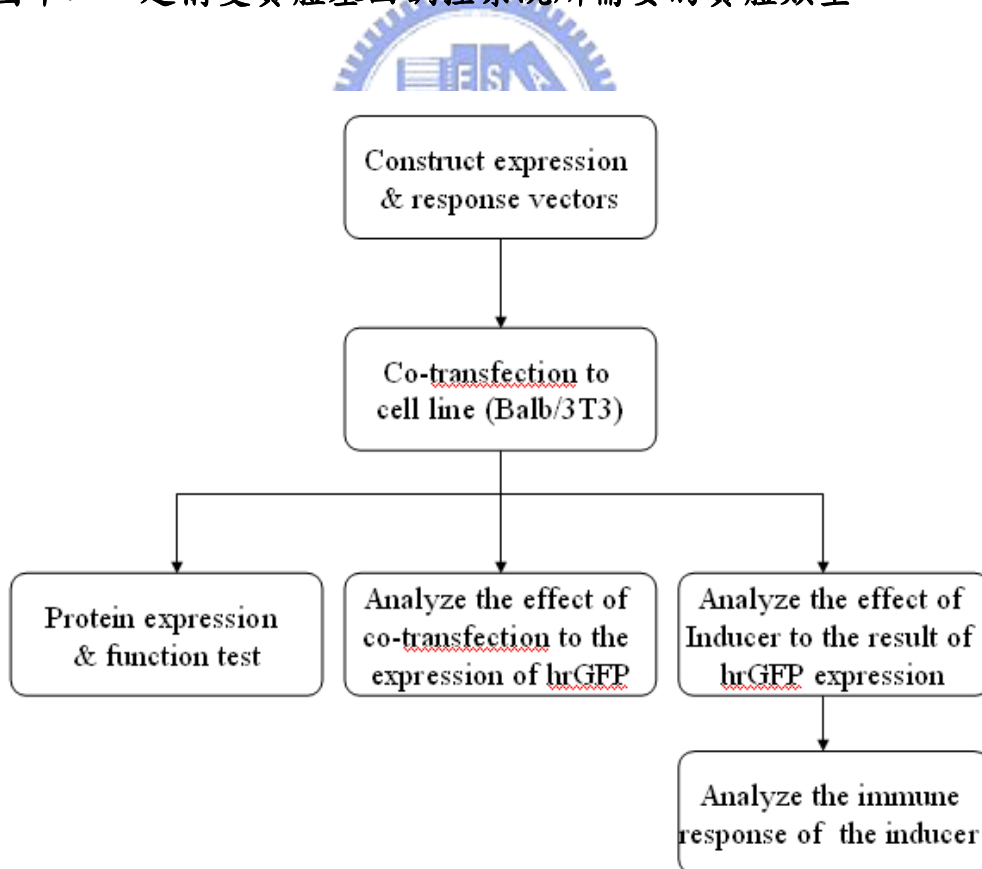 ESA
Construct expression
& response vectors
Co-transfection to
cell line (Balb/3T3)
Protein expression
& function test
Analyze the effect of
co-transfection to the
expression of hrGFP
Analyze the effect of
Inducer to the result of
hrGFP expression
Analyze the immune
response of the inducer